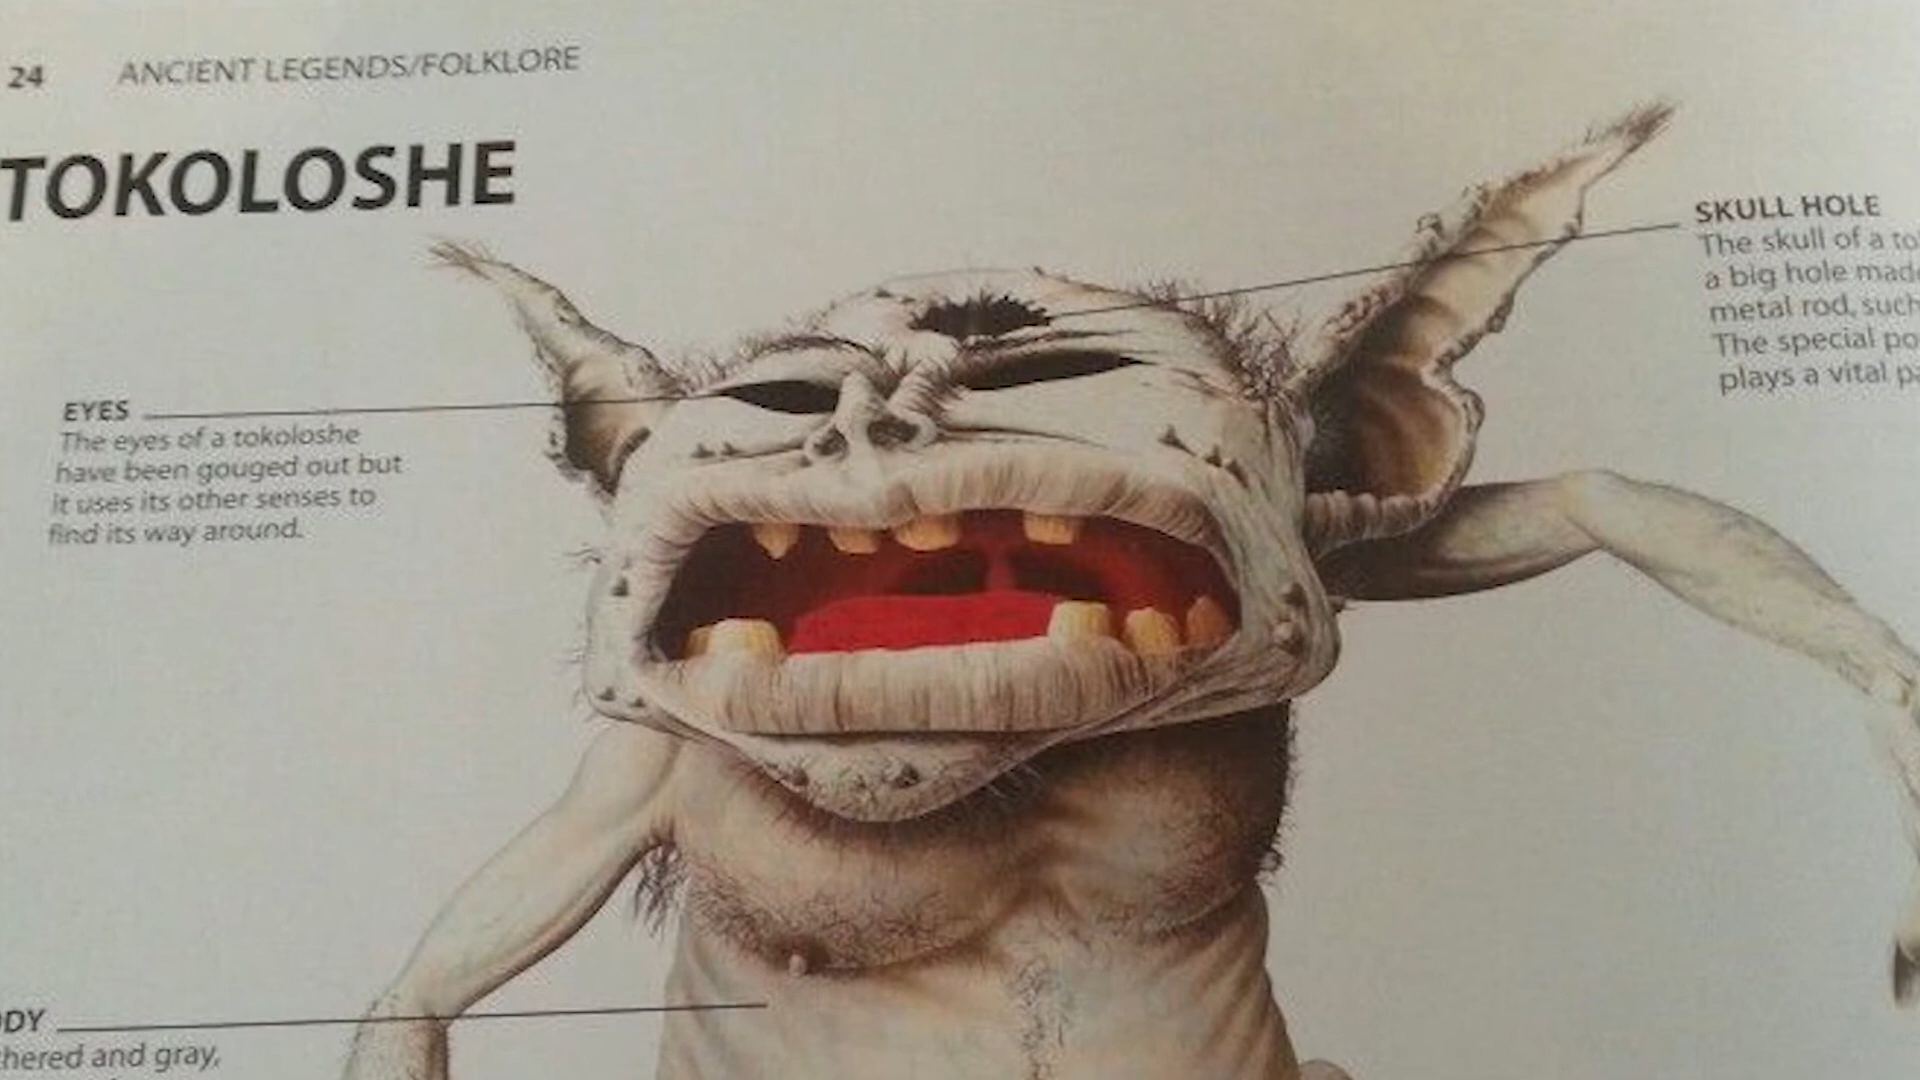 24 ANCIENT LEGENDS/FOLKLORE
TOKOLOSHE
EYES
The eyes of a tokoloshe
have been gouged out but
it uses its other senses to
find its way around.
SKULL HOLE
The skull of a
a big hole
metal rod, such
The special
plays a vital
and gray,